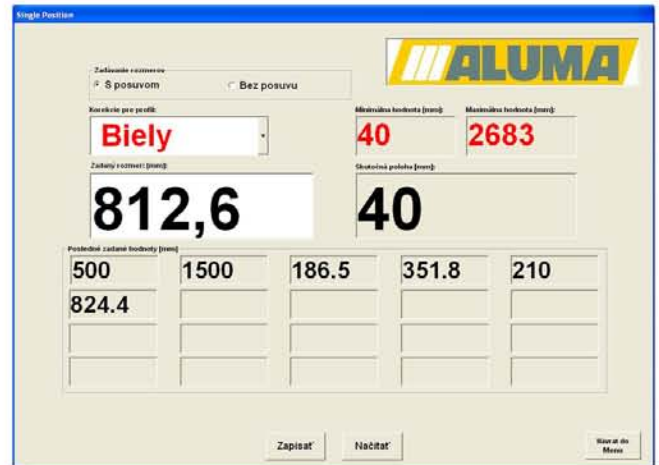 Single Position
ALUMA
Zadávanie rozmerov
S posuvom Bez posuvu
Korekcie pre profil: Minimálna hodnota [mm]: Maximálna hodnota [mm]:
Biely 40 2683
Zadaný rozmer: [mm]: Skutočná poloha [mm]:
812,6 40
Posledné zadané hodnoty [mm]
500 1500 186.5 351.8 210
824.4
Zapísať Načítať Návrat do
Menu